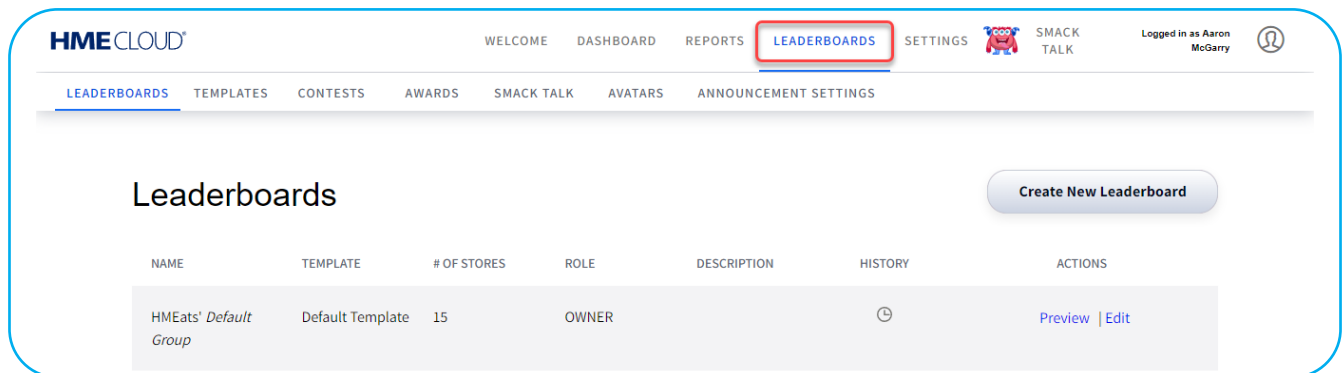 HME CLOUD®
WELCOME DASHBOARD REPORTS LEADERBOARDS SETTINGS SMACK TALK Logged in as Aaron McGarry
LEADERBOARDS TEMPLATES CONTESTS AWARDS SMACK TALK AVATARS ANNOUNCEMENT SETTINGS
Leaderboards
Create New Leaderboard
NAME TEMPLATE # OF STORES ROLE DESCRIPTION HISTORY ACTIONS
HMEats' Default Group Default Template 15 OWNER Preview | Edit